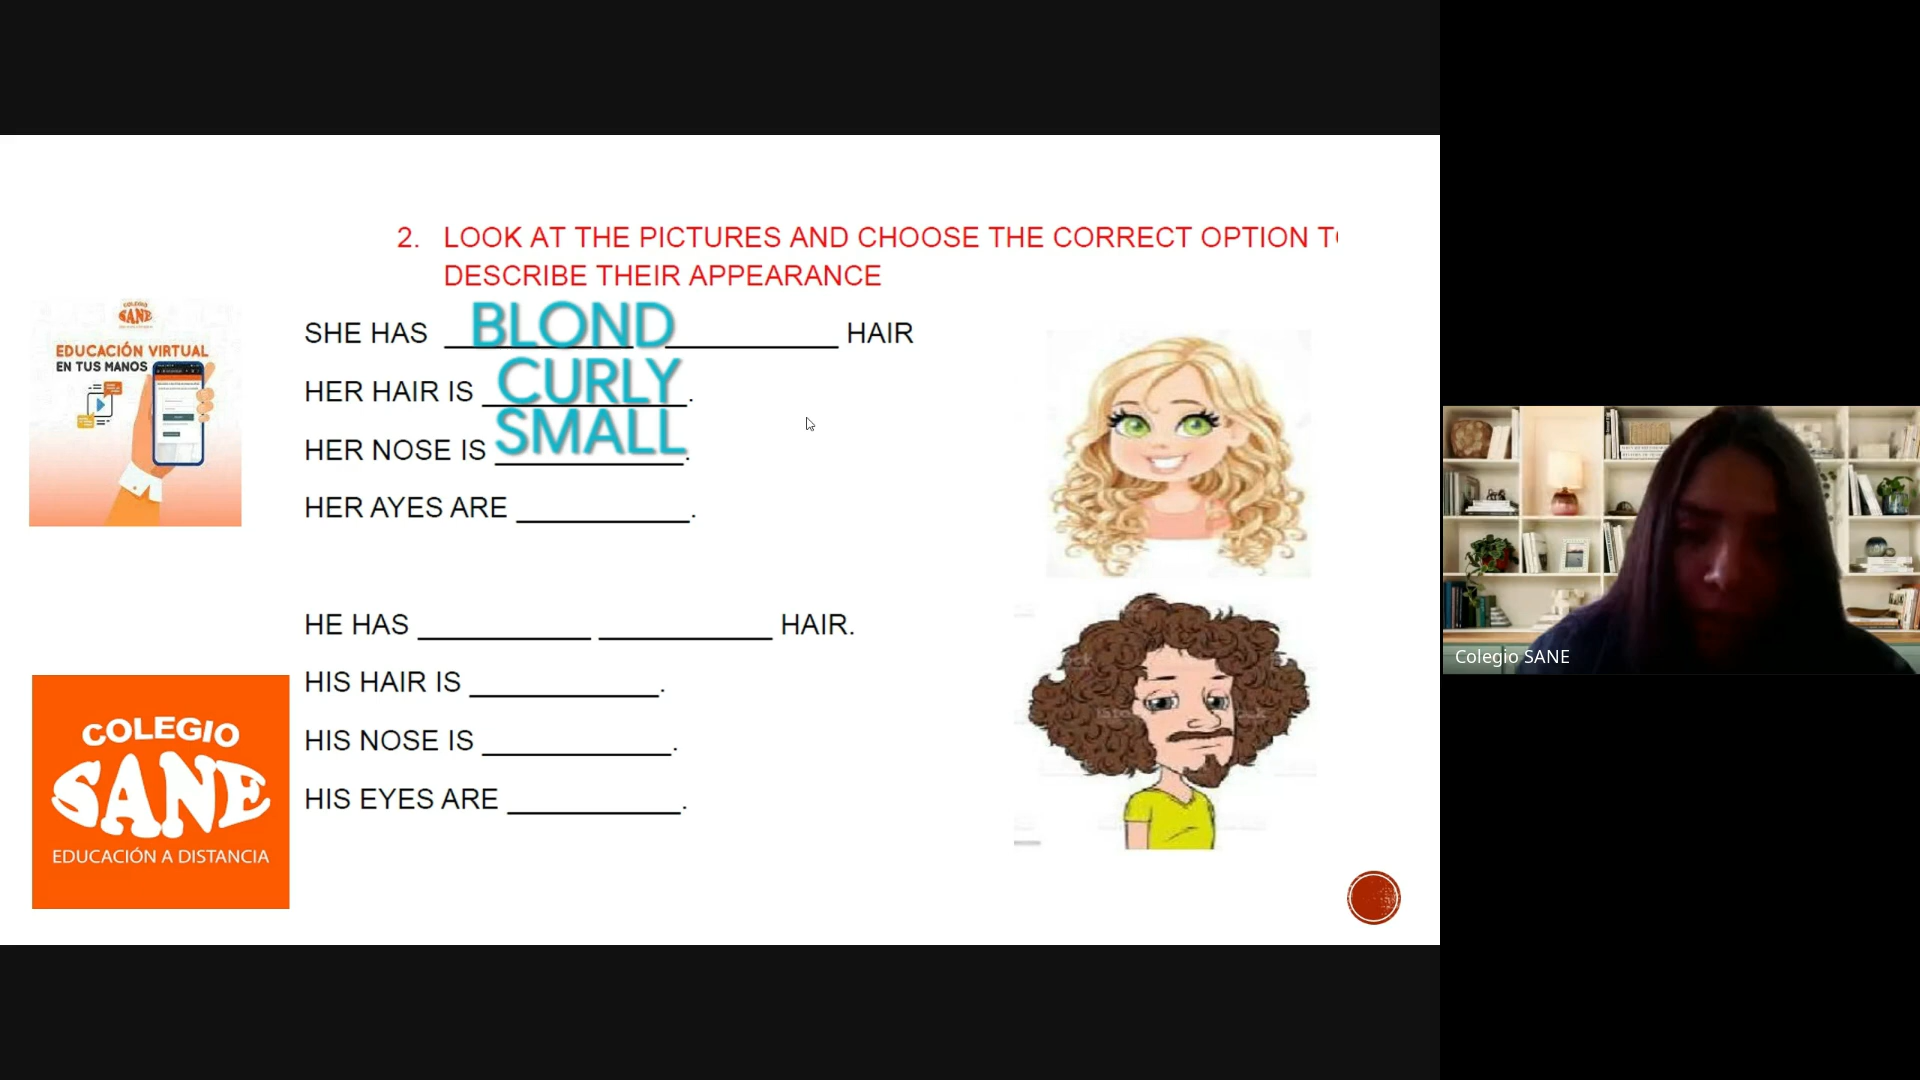 2. LOOK AT THE PICTURES AND CHOOSE THE CORRECT OPTION
DESCRIBE THEIR APPEARANCE
SHE HAS BLOND HAIR
HER HAIR IS CURLY.
HER NOSE IS SMALL.
HER AYES ARE .
HE HAS HAIR.
HIS HAIR IS .
HIS NOSE IS .
HIS EYES ARE .
COLEGIO
SANE
EDUCACIÓN VIRTUAL
EN TUS MANOS
COLEGIO
SANE
EDUCACIÓN A DISTANCIA
Colegio SANE